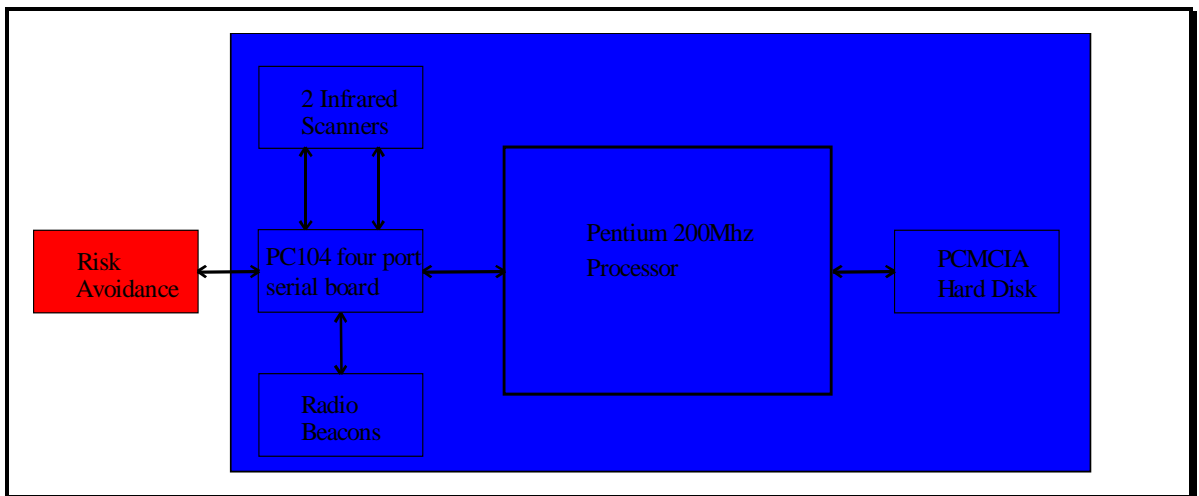 2 Infrared
Scanners
Risk
Avoidance
PC104 four port
serial board
Pentium 200Mhz
Processor
PCMCIA
Hard Disk
Radio
Beacons